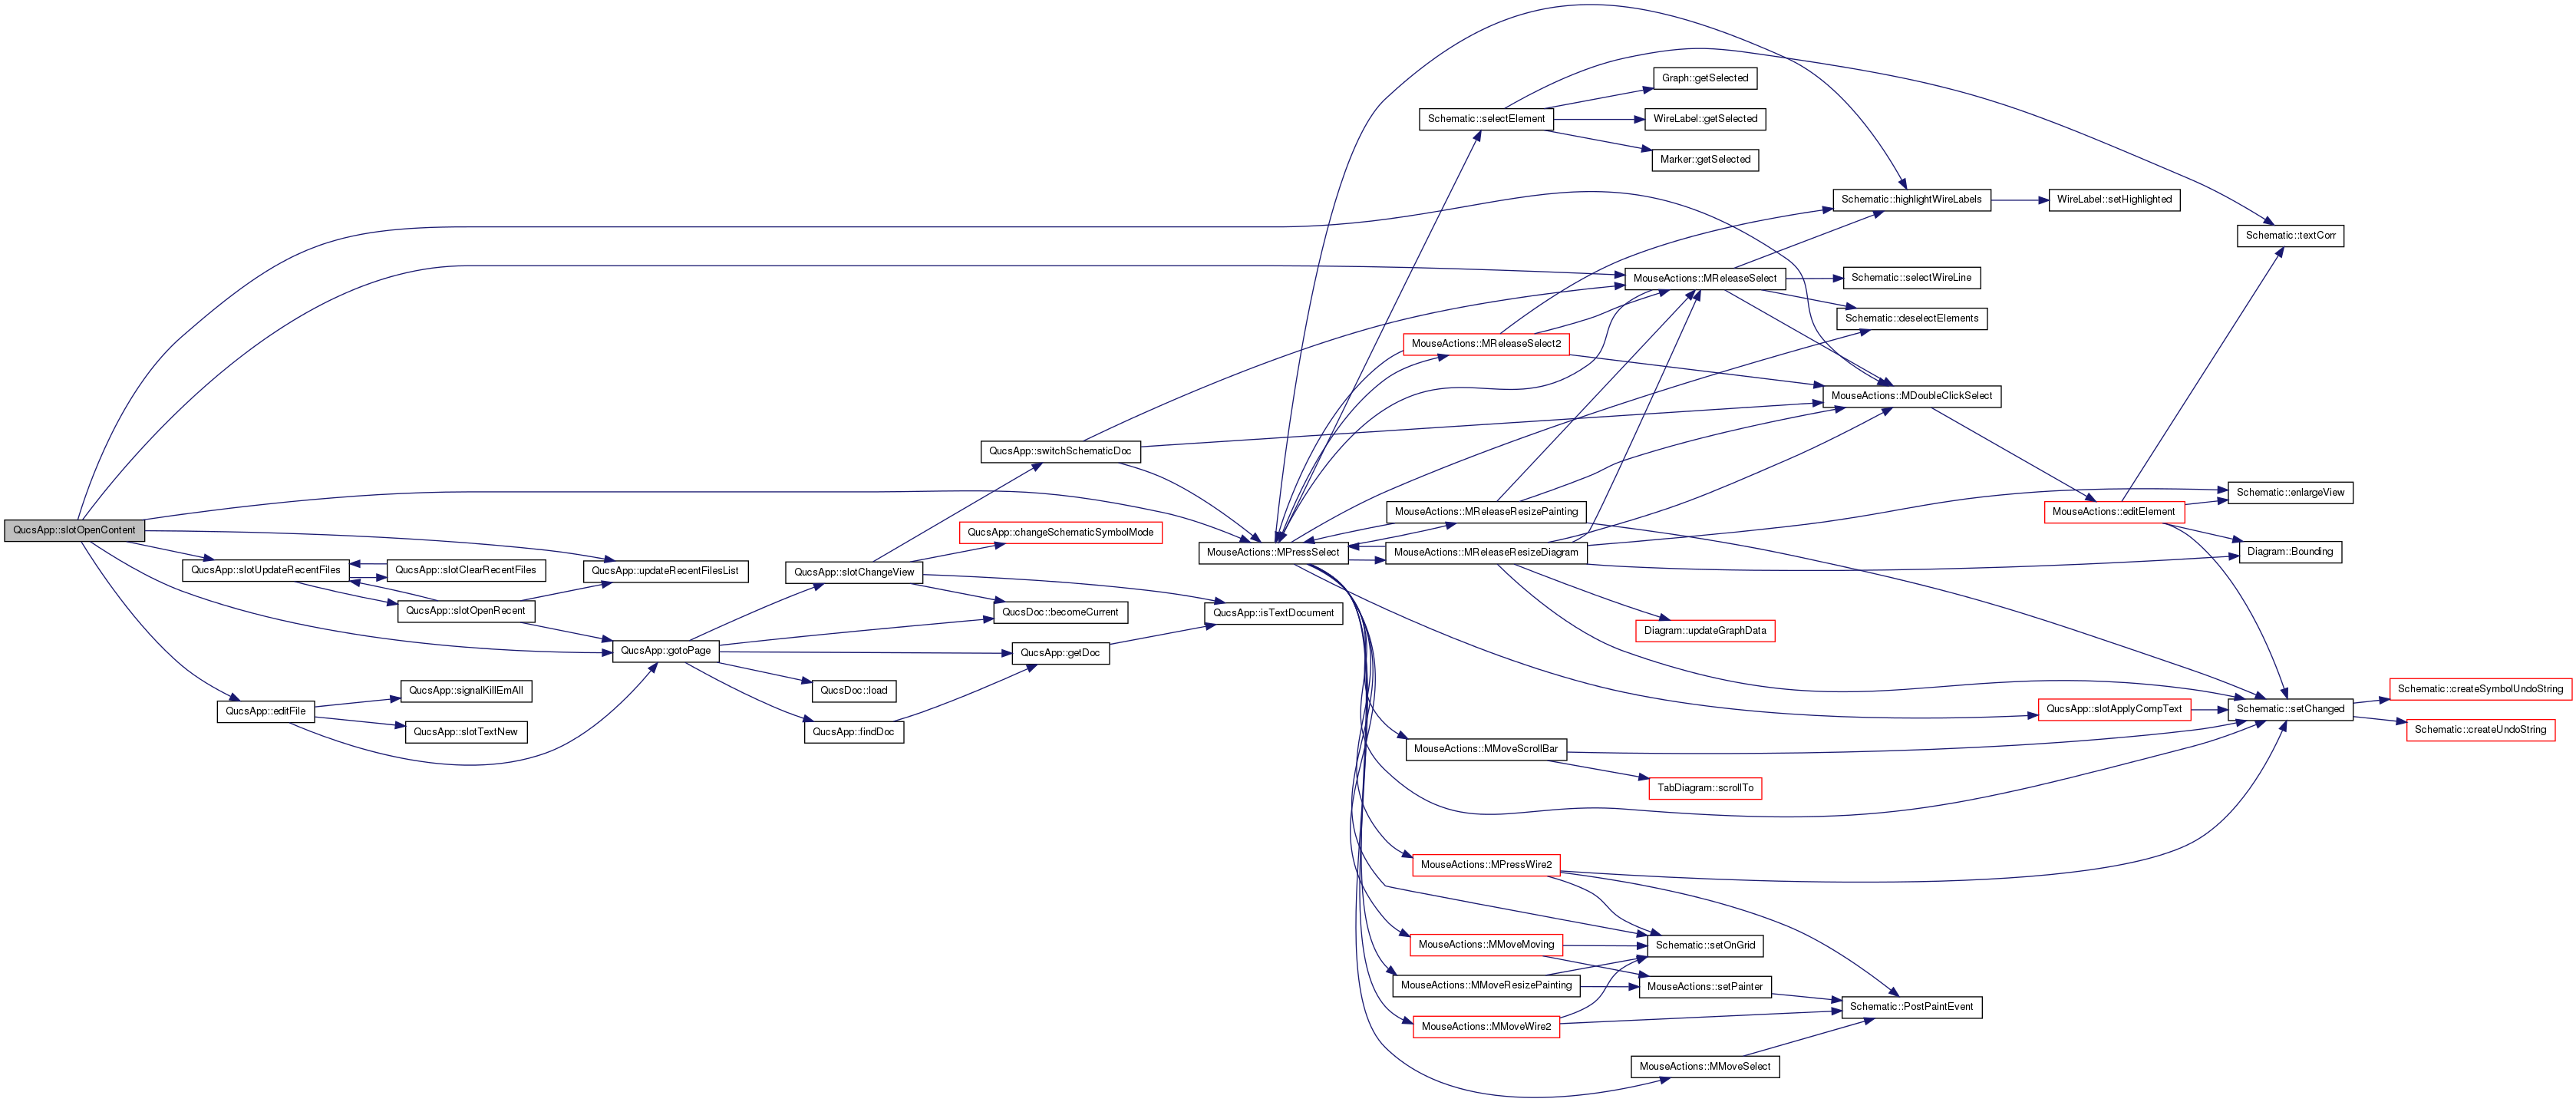 Graph::getSelected
Schematic::selectElement
WireLabel::getSelected
Marker::getSelected
Schematic::highlightWireLabels
WireLabel::setHighlighted
Schematic::textCorr
MouseActions::MReleaseSelect
Schematic::selectWireLine
Schematic::deselectElements
MouseActions::MReleaseSelect2
MouseActions::MDoubleClickSelect
QucsApp::switchSchematicDoc
Schematic::enlargeView
MouseActions::MReleaseResizePainting
MouseActions::editElement
QucsApp::slotOpenContent
QucsApp::changeSchematicSymbolMode
MouseActions::MPressSelect
MouseActions::MReleaseResizeDiagram
Diagram::Bounding
QucsApp::slotUpdateRecentFiles
QucsApp::slotClearRecentFiles
QucsApp::updateRecentFilesList
QucsApp::slotChangeView
QucsApp::slotOpenRecent
QucsDoc::becomeCurrent
QucsApp::isTextDocument
Diagram::updateGraphData
QucsApp::gotoPage
QucsApp::getDoc
QucsApp::signalKillEmAll
QucsDoc::load
Schematic::createSymbolUndoString
QucsApp::editFile
QucsApp::slotApplyCompText
Schematic::setChanged
QucsApp::slotTextNew
QucsApp::findDoc
Schematic::createUndoString
MouseActions::MMoveScrollBar
TabDiagram::scrollTo
MouseActions::MPressWire2
MouseActions::MMoveMoving
Schematic::setOnGrid
MouseActions::MMoveResizePainting
MouseActions::setPainter
Schematic::PostPaintEvent
MouseActions::MMoveWire2
MouseActions::MMoveSelect